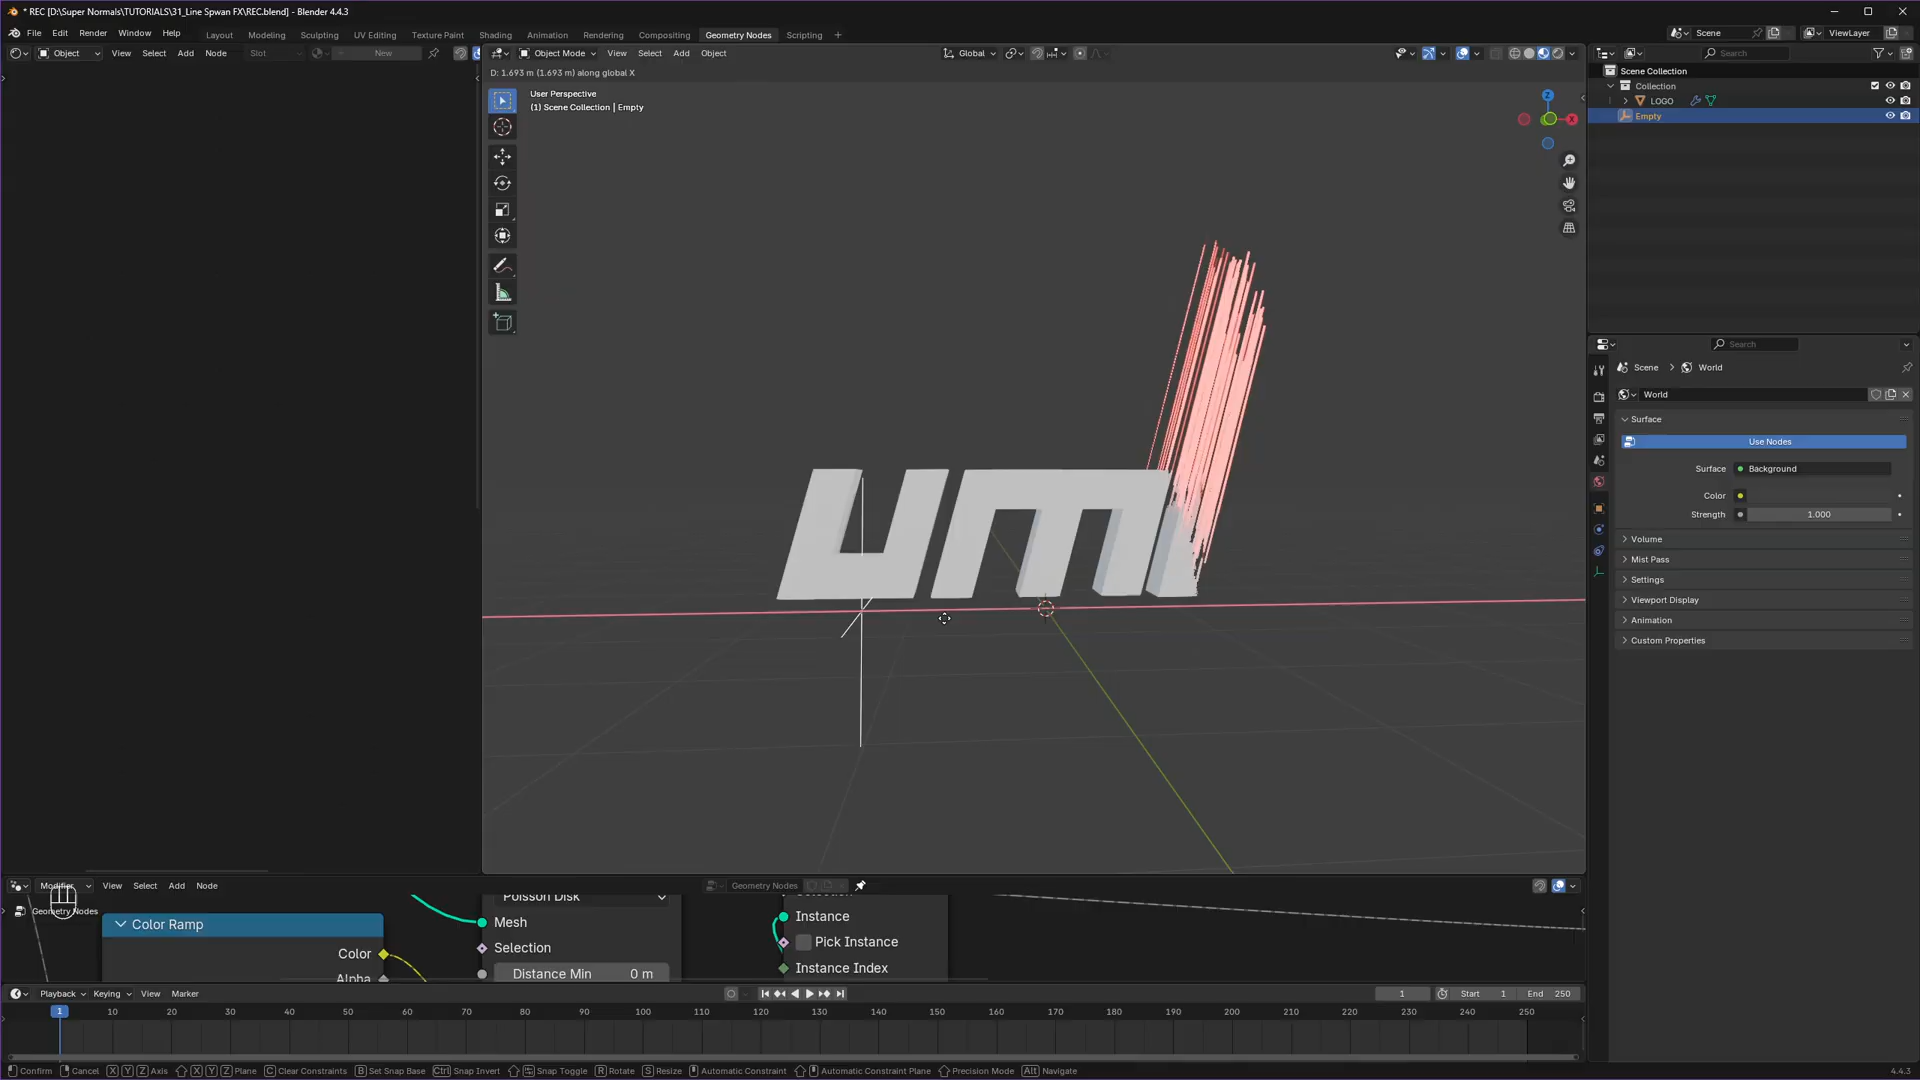 * REC [D:\Super Normals\TUTORIALS\31_Line Spwan FX\REC.blend] - Blender 4.4.3
File Edit Render Window Help
Layout Modeling Sculpting UV Editing Texture Paint Shading Animation Rendering Compositing Geometry Nodes Scripting +
Scene ViewLayer
Object View Select Add Node Slot New
Object Mode View Select Add Object Global
Search
D: 1.693 m (1.693 m) along global X
User Perspective
(1) Scene Collection | Empty
Z
X
Scene Collection
Collection
LOGO
Empty
um
Search
Scene > World
World
Surface
Use Nodes
Surface Background
Color
Strength 1.000
Volume
Mist Pass
Settings
Viewport Display
Animation
Custom Properties
Modifier View Select Add Node Geometry Nodes
Geometry Nodes
Color Ramp
Color
Alpha
Poisson Disk
Mesh
Selection
Distance Min 0 m
Instance
Pick Instance
Instance Index
Playback Keying View Marker
1 Start 1 End 250
1 10 20 30 40 50 60 70 80 90 100 110 120 130 140 150 160 170 180 190 200 210 220 230 240 250
Confirm Cancel X Y Z Axis X Y Z Plane C Clear Constraints B Set Snap Base Ctrl Snap Invert Snap Toggle R Rotate S Resize Automatic Constraint Automatic Constraint Plane Precision Mode Alt Navigate
4.4.3